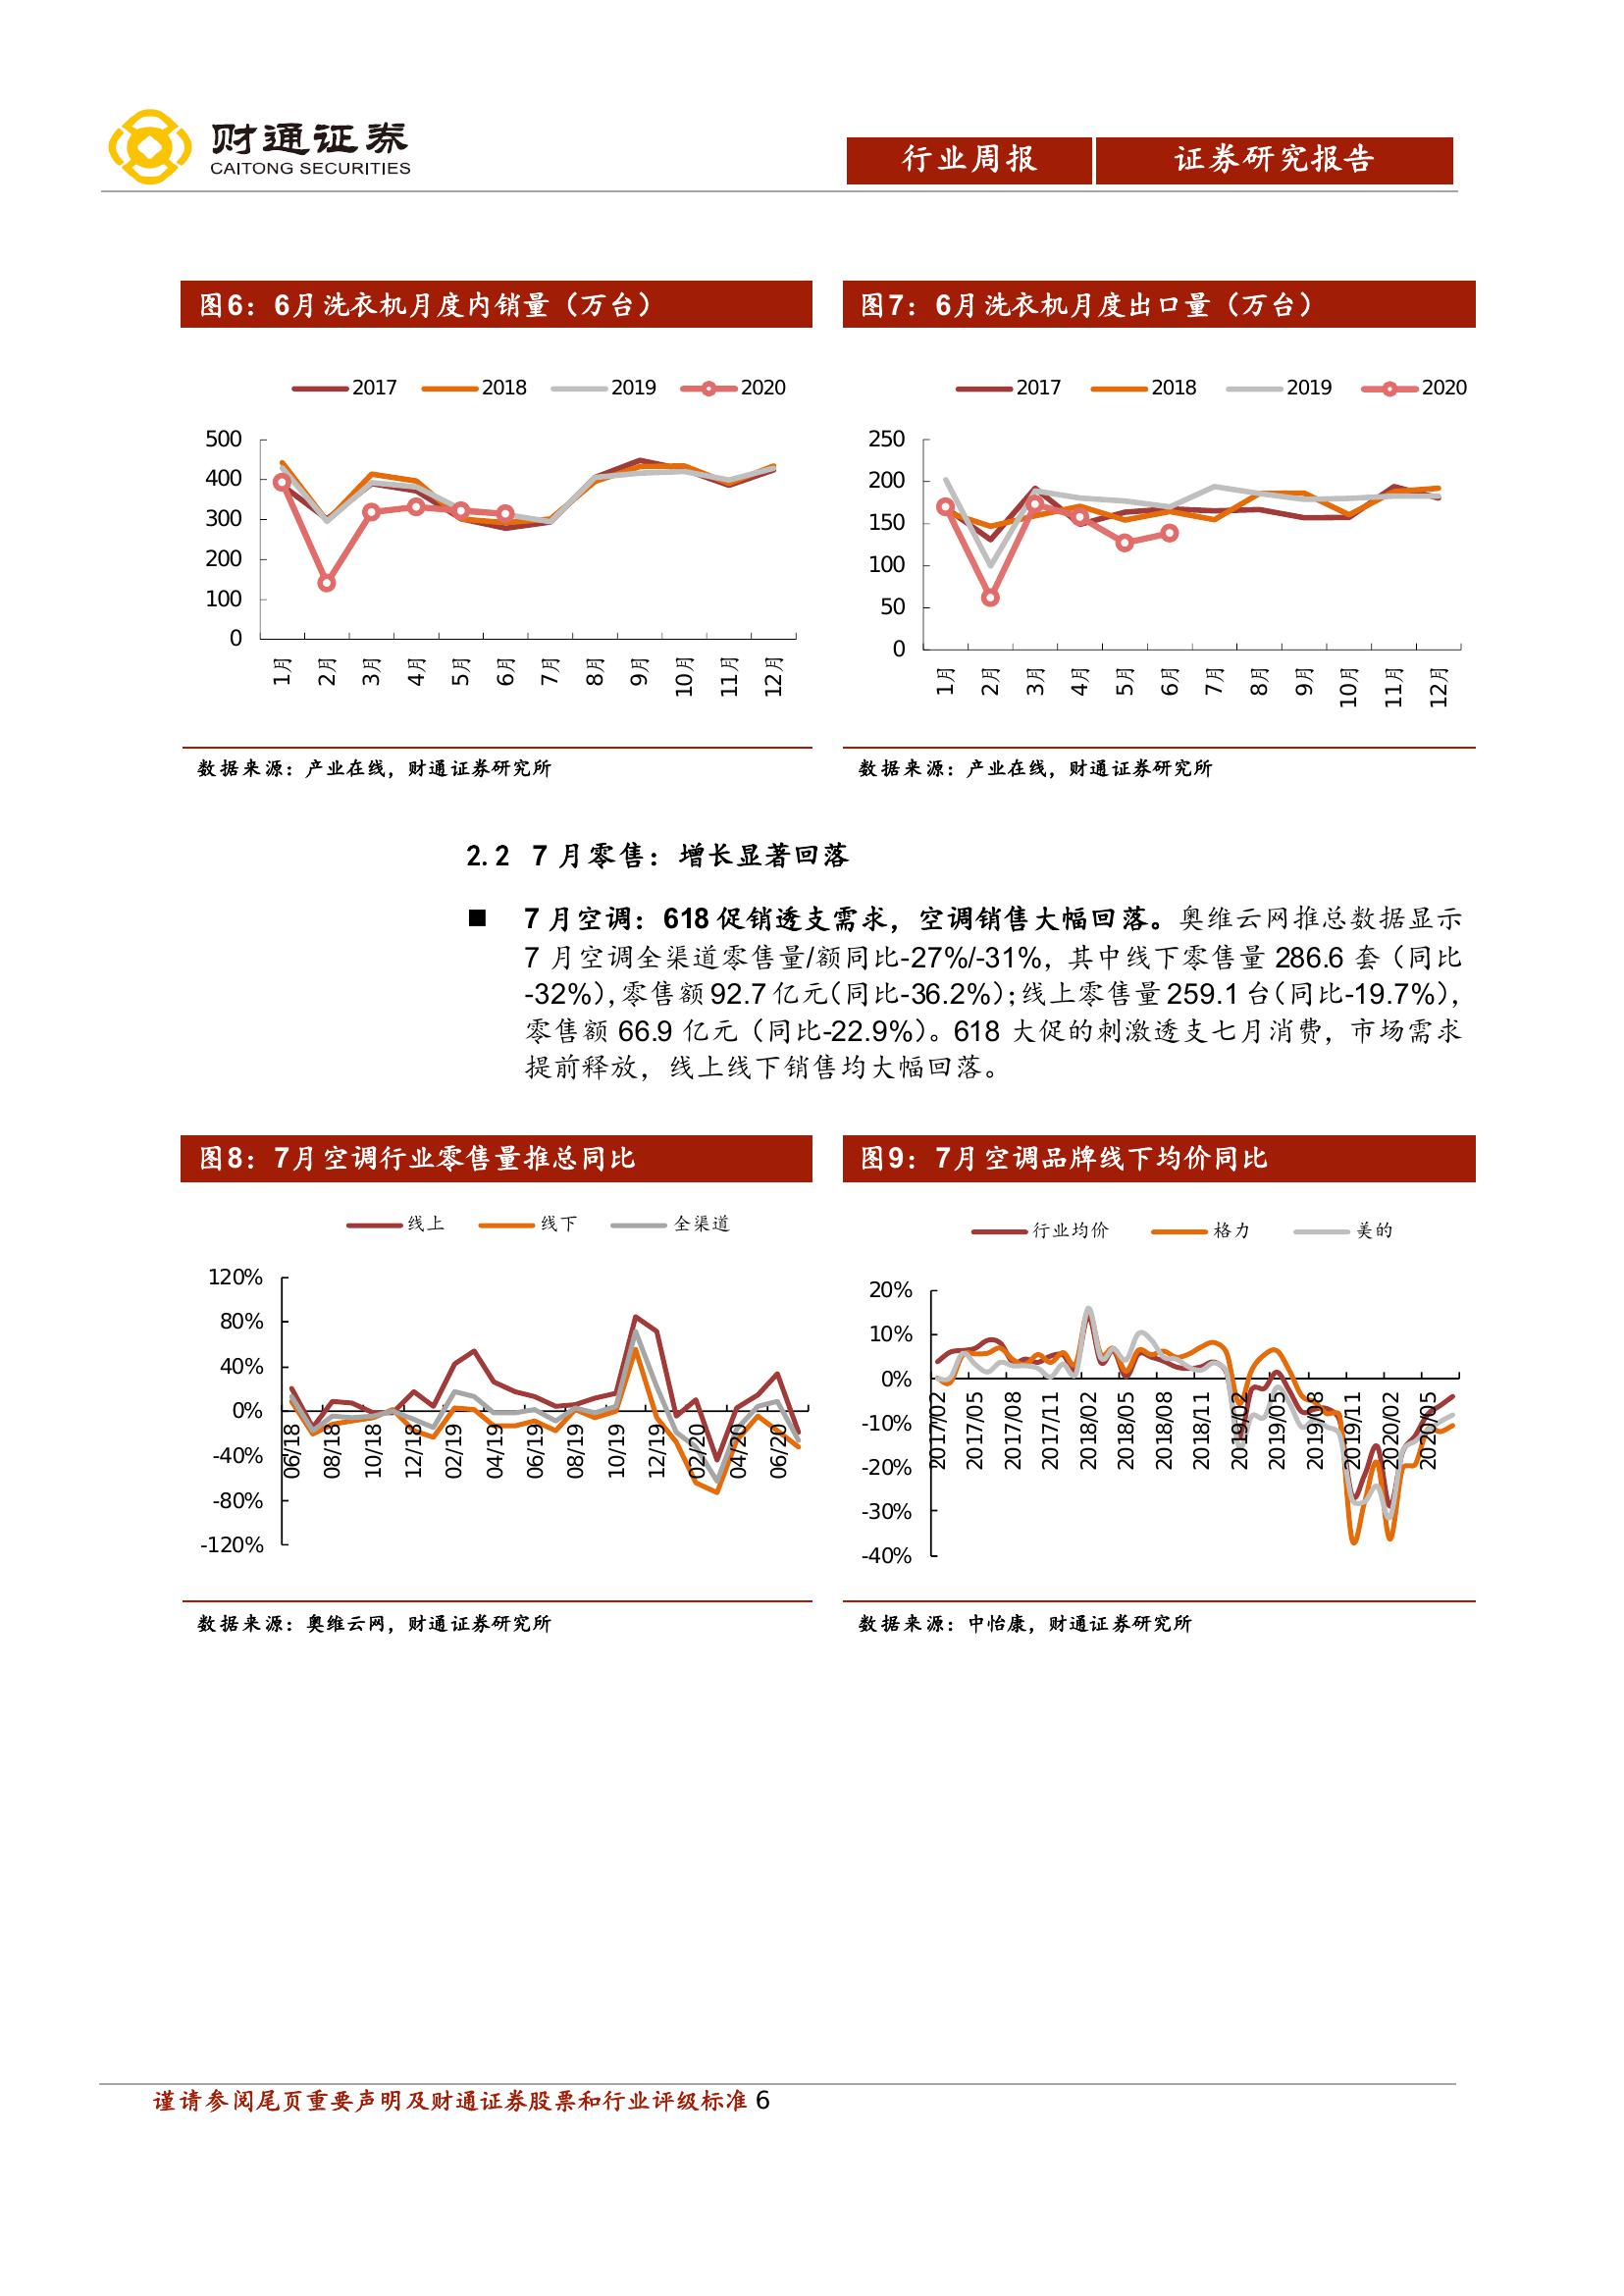 财通证券
CAITONG SECURITIES
行业周报 证券研究报告
图6：6月洗衣机月度内销量（万台）
2017 2018 2019 2020
500
400
300
200
100
0
1月 2月 3月 4月 5月 6月 7月 8月 9月 10月 11月 12月
数据来源：产业在线，财通证券研究所
图7：6月洗衣机月度出口量（万台）
2017 2018 2019 2020
250
200
150
100
50
0
1月 2月 3月 4月 5月 6月 7月 8月 9月 10月 11月 12月
数据来源：产业在线，财通证券研究所
2.2 7 月零售：增长显著回落
■ 7 月空调：618 促销透支需求，空调销售大幅回落。奥维云网推总数据显示
7 月空调全渠道零售量/额同比-27%/-31%，其中线下零售量 286.6 套（同比
-32%），零售额 92.7 亿元（同比-36.2%）；线上零售量 259.1 台（同比-19.7%），
零售额 66.9 亿元（同比-22.9%）。618 大促的刺激透支七月消费，市场需求
提前释放，线上线下销售均大幅回落。
图8：7月空调行业零售量推总同比
线上 线下 全渠道
120%
80%
40%
0%
-40%
-80%
-120%
06/18 08/18 10/18 12/18 02/19 04/19 06/19 08/19 10/19 12/19 02/20 04/20 06/20
数据来源：奥维云网，财通证券研究所
图9：7月空调品牌线下均价同比
行业均价 格力 美的
20%
10%
0%
-10%
-20%
-30%
-40%
2017/02 2017/05 2017/08 2017/11 2018/02 2018/05 2018/08 2018/11 2019/02 2019/05 2019/08 2019/11 2020/02 2020/05
数据来源：中怡康，财通证券研究所
谨请参阅尾页重要声明及财通证券股票和行业评级标准 6